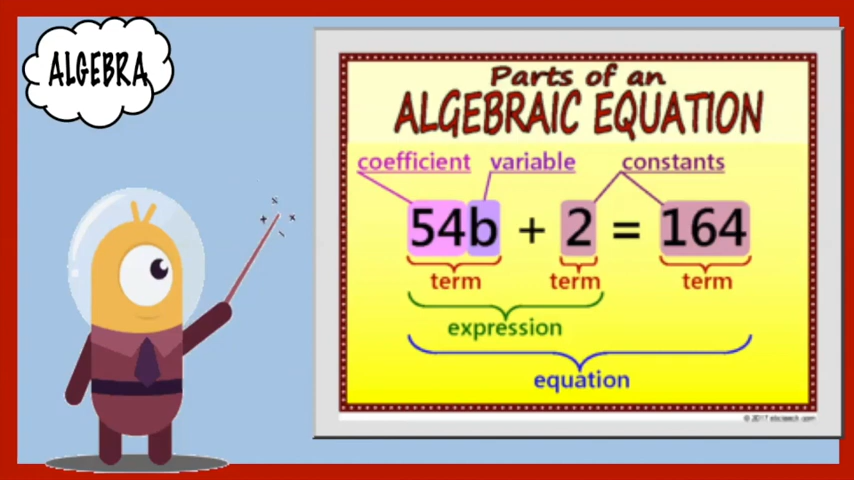 ALGEBRA
Parts of an
ALGEBRAIC EQUATION
coefficient variable constants
54b + 2 = 164
term term term
expression
equation